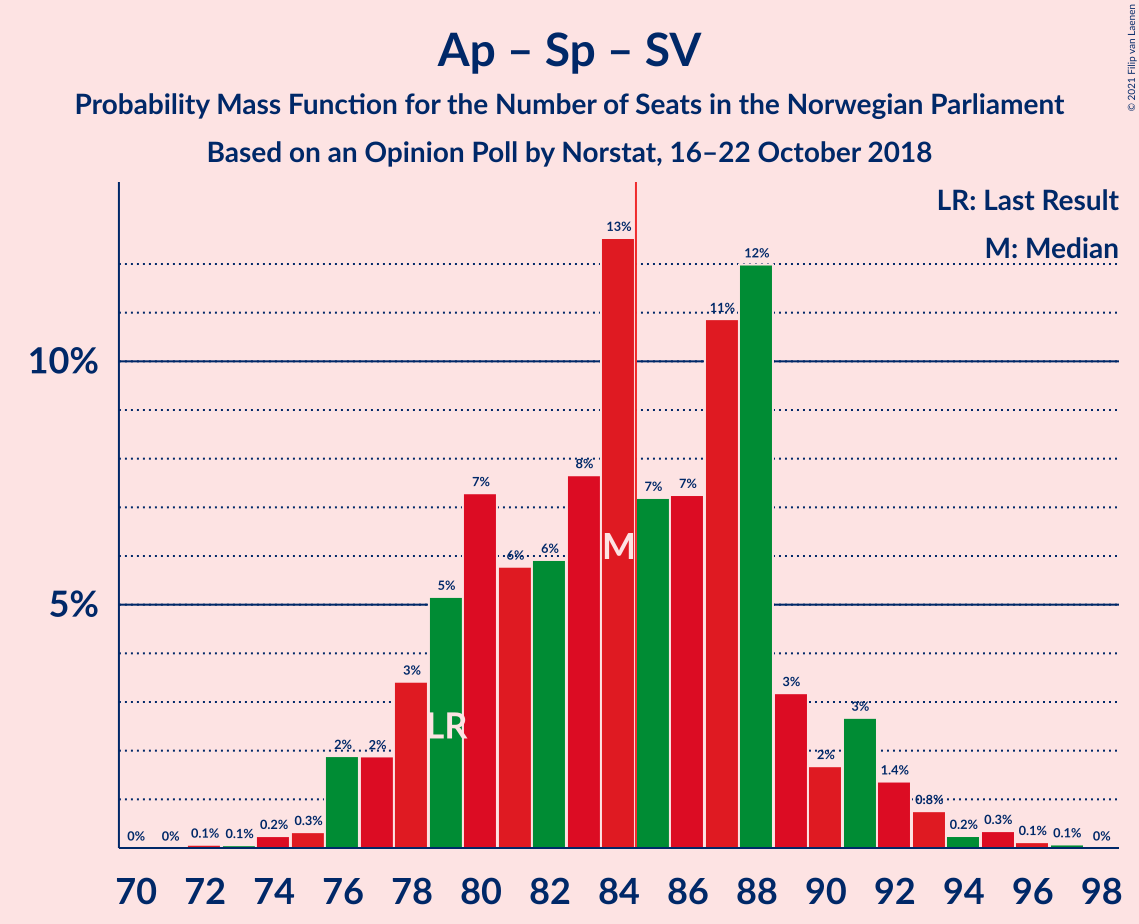 Ap – Sp – SV
Probability Mass Function for the Number of Seats in the Norwegian Parliament
Based on an Opinion Poll by Norstat, 16–22 October 2018
© 2021 Filip van Laenen
LR: Last Result
M: Median
10%
5%
0% 0% 0.1% 0.1% 0.2% 0.3% 2% 2% 3% 5% 7% 6% 6% 8% 13% 7% 7% 11% 12% 3% 2% 3% 1.4% 0.8% 0.2% 0.3% 0.1% 0.1% 0%
M
LR
70 72 74 76 78 80 82 84 86 88 90 92 94 96 98